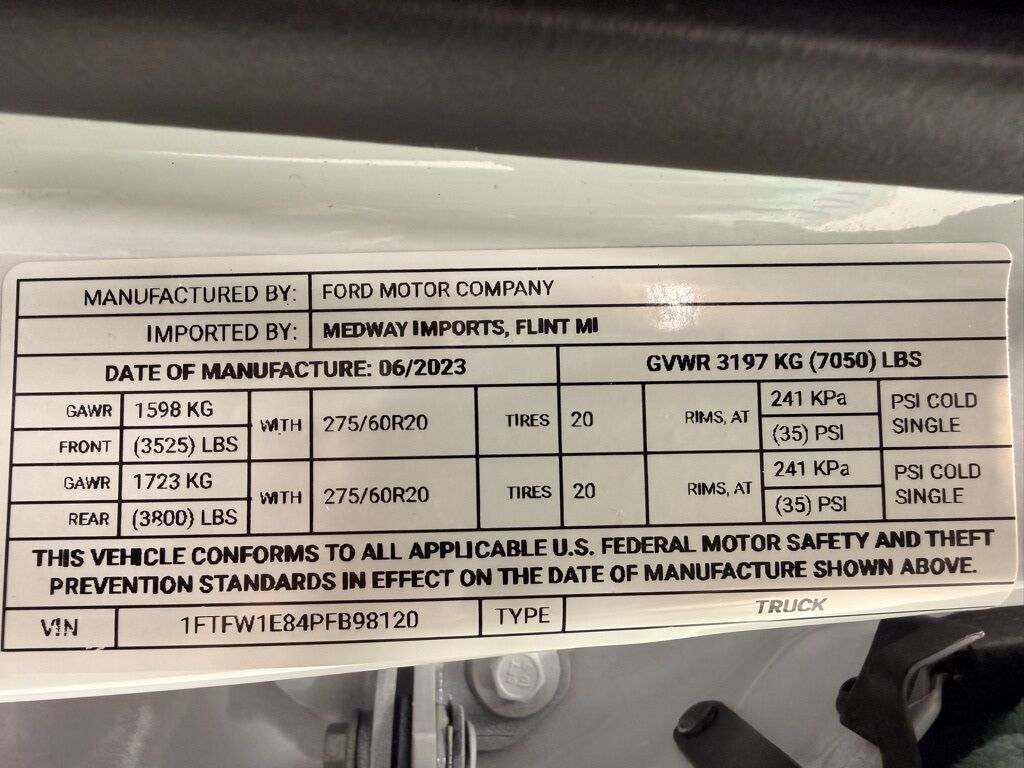 MANUFACTURED BY: FORD MOTOR COMPANY
IMPORTED BY: MEDWAY IMPORTS, FLINT MI
DATE OF MANUFACTURE: 06/2023 GVWR 3197 KG (7050) LBS
GAWR 1598 KG WITH 275/60R20 TIRES 20 RIMS, AT 241 KPa PSI COLD
FRONT (3525) LBS (35) PSI SINGLE
GAWR 1723 KG WITH 275/60R20 TIRES 20 RIMS, AT 241 KPa PSI COLD
REAR (3800) LBS (35) PSI SINGLE
THIS VEHICLE CONFORMS TO ALL APPLICABLE U.S. FEDERAL MOTOR SAFETY AND THEFT
PREVENTION STANDARDS IN EFFECT ON THE DATE OF MANUFACTURE SHOWN ABOVE.
VIN 1FTFW1E84PFB98120 TYPE TRUCK